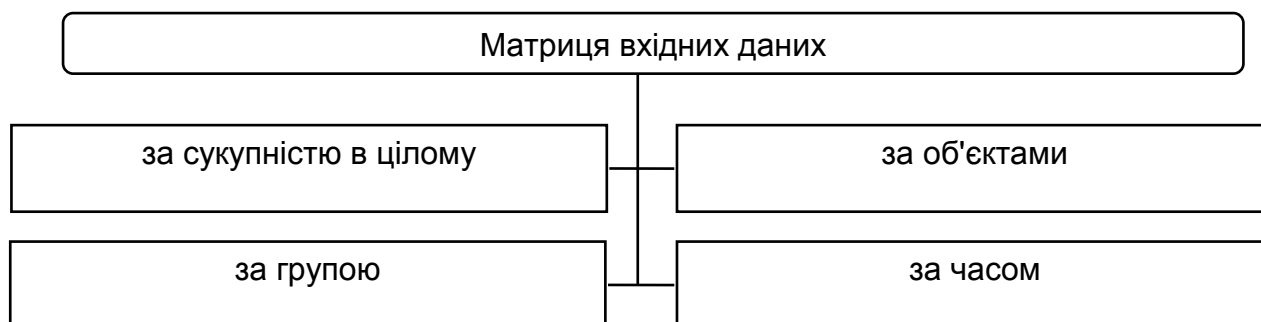 Матриця вхідних даних
за сукупністю в цілому
за об'єктами
за групою
за часом